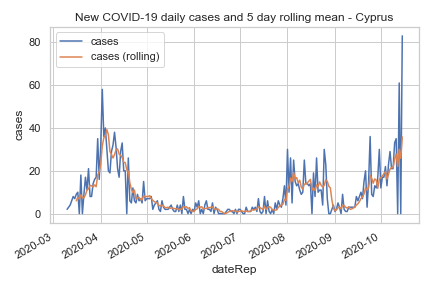 New COVID-19 daily cases and 5 day rolling mean - Cyprus
cases
cases (rolling)
80
60
40
20
0
cases
2020-03
2020-04
2020-05
2020-06
2020-07
2020-08
2020-09
2020-10
dateRep